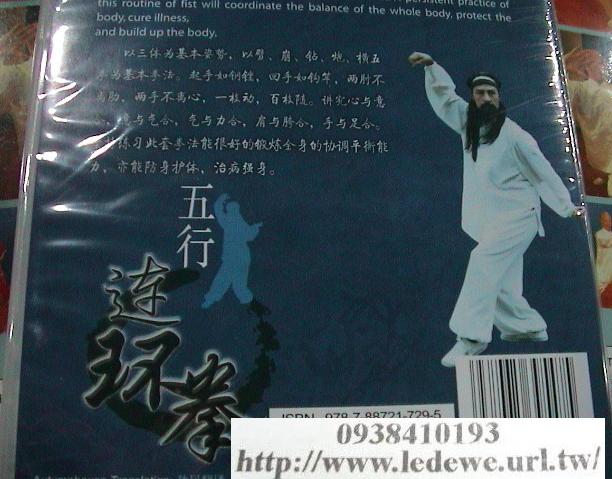 this routine of fist will coordinate the balance of the whole body, protect the
body, cure illness,
and build up the body.
以三体为基本姿势，以劈、崩、钻、炮、横五
拳为基本手法。起手如钢锉，回手如钩竿，两肘不
离肋，两手不离心，一枝动，百枝随。讲究心与意
合，意与气合，气与力合，肩与胯合，手与足合。
练习此套拳法能很好的锻炼全身的协调平衡能
力，亦能防身护体，治病强身。
五行
连环拳
ISBN 978-7-88721-729-5
0938410193
http://www.ledewe.url.tw/